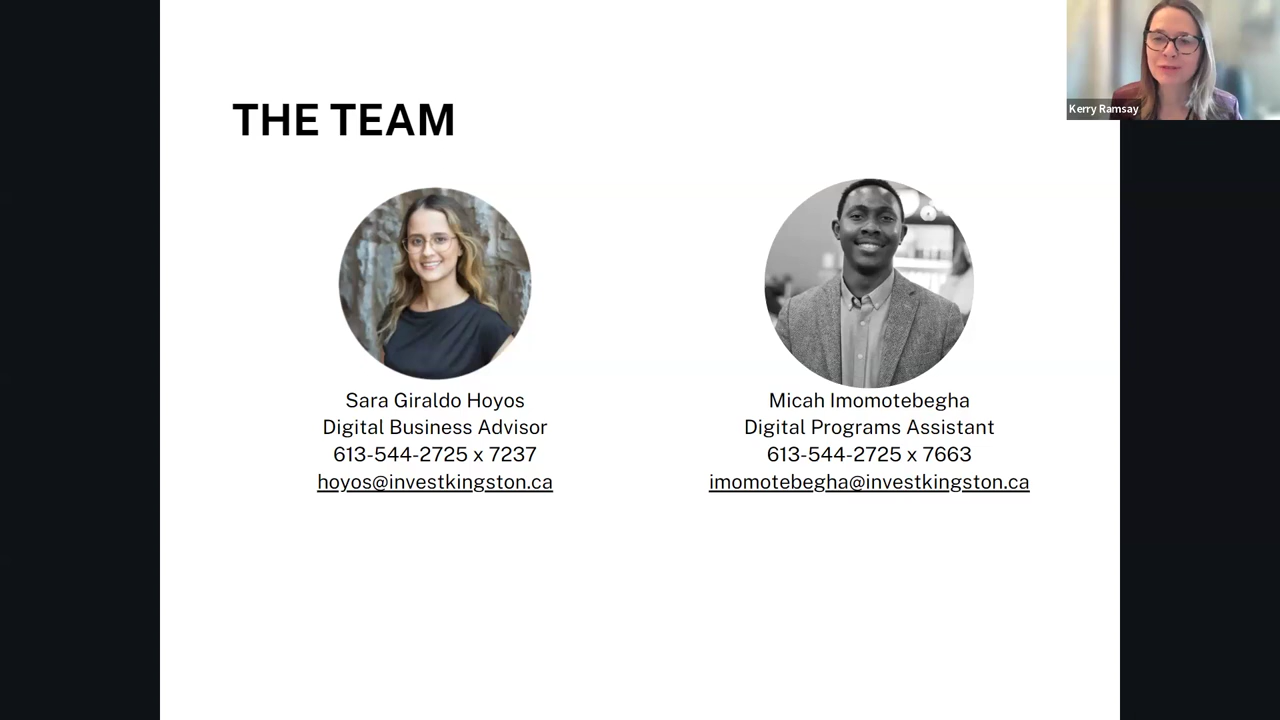 THE TEAM
Kerry Ramsay
Sara Giraldo Hoyos
Digital Business Advisor
613-544-2725 x 7237
hoyos@investkingston.ca
Micah Imomotebegha
Digital Programs Assistant
613-544-2725 x 7663
imomotebegha@investkingston.ca